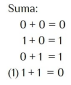 Suma:
0 + 0 = 0
1 + 0 = 1
0 + 1 = 1
(1) 1 + 1 = 0